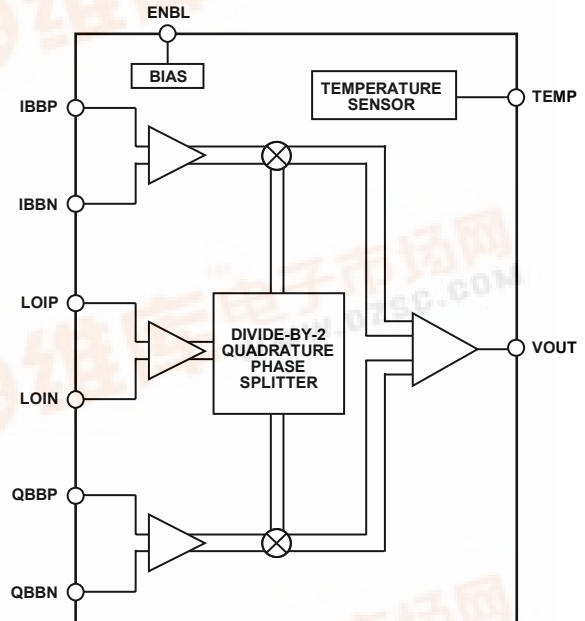 ENBL
BIAS
TEMPERATURE
SENSOR
TEMP
IBBP
IBBN
LOIP
DIVIDE-BY-2
QUADRATURE
PHASE
SPLITTER
VOUT
LOIN
QBBP
QBBN